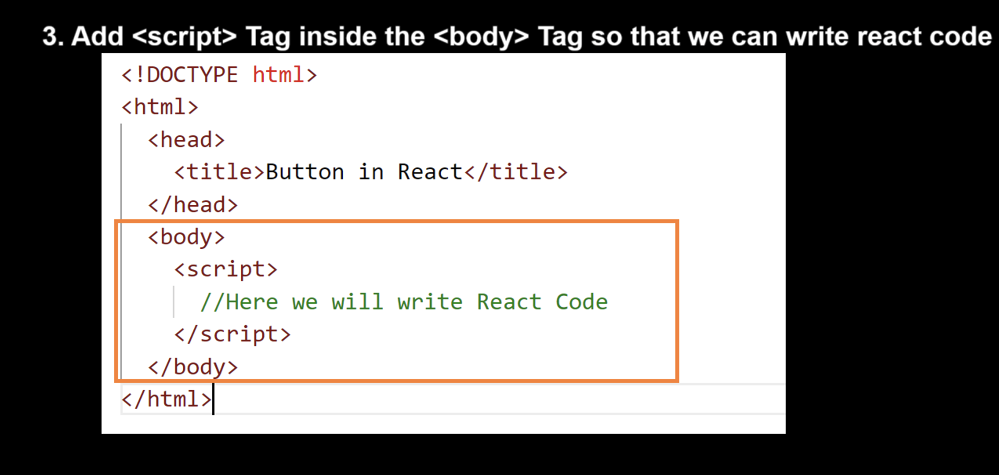 3. Add <script> Tag inside the <body> Tag so that we can write react code
<!DOCTYPE html>
<html>
<head>
<title>Button in React</title>
</head>
<body>
<script>
//Here we will write React Code
</script>
</body>
</html>